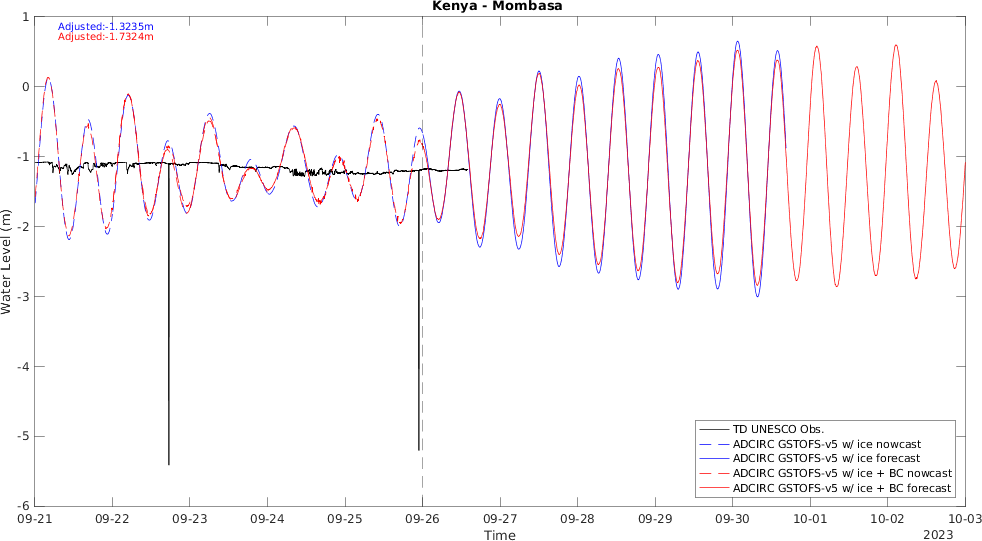 Kenya - Mombasa
Adjusted:-1.3235m
Adjusted:-1.7324m
1
0
-1
-2
-3
-4
-5
-6
Water Level (m)
TD UNESCO Obs.
ADCIRC GSTOFS-v5 w/ ice nowcast
ADCIRC GSTOFS-v5 w/ ice forecast
ADCIRC GSTOFS-v5 w/ ice + BC nowcast
ADCIRC GSTOFS-v5 w/ ice + BC forecast
09-21 09-22 09-23 09-24 09-25 09-26 09-27 09-28 09-29 09-30 10-01 10-02 10-03
Time
2023